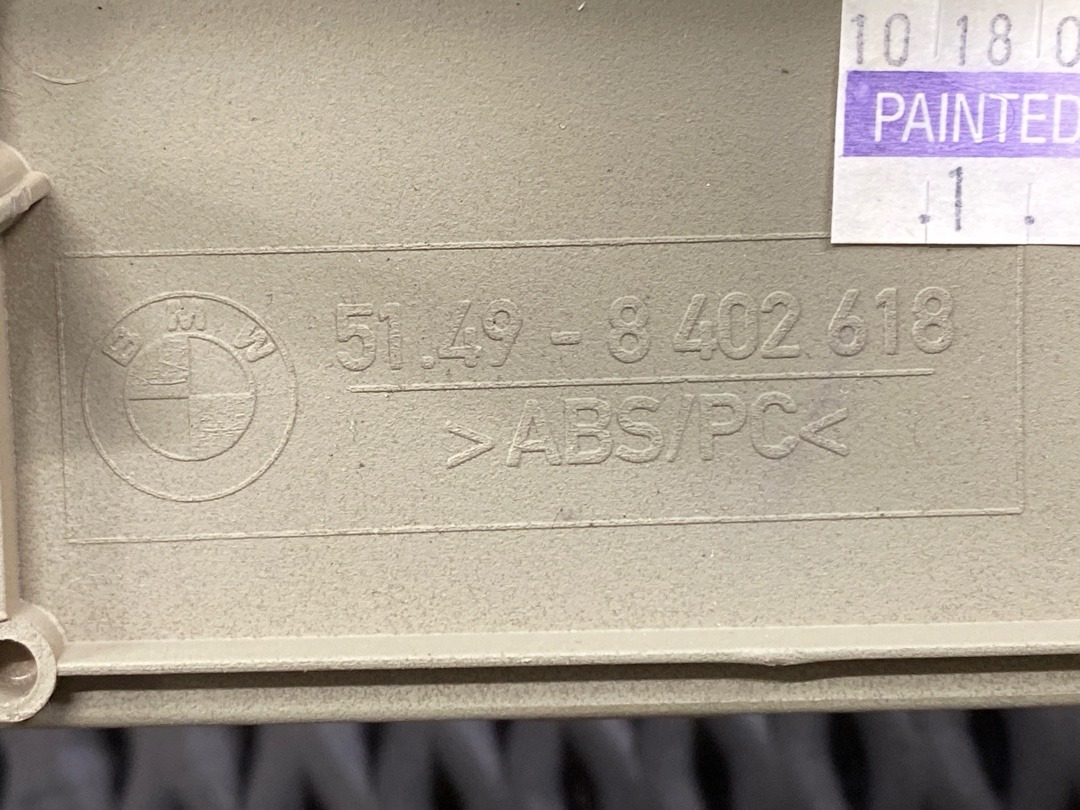 10 18 0
PAINTED
. 1 .
BMW
51.49 - 8 402 618
>ABS/PC<